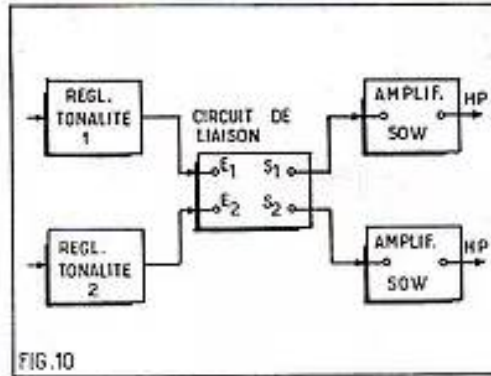 REGL.
TONALITE
1
CIRCUIT DE
LIAISON
E1 S1
E2 S2
AMPLIF.
50W
HP
REGL.
TONALITE
2
AMPLIF.
50W
HP
FIG.10